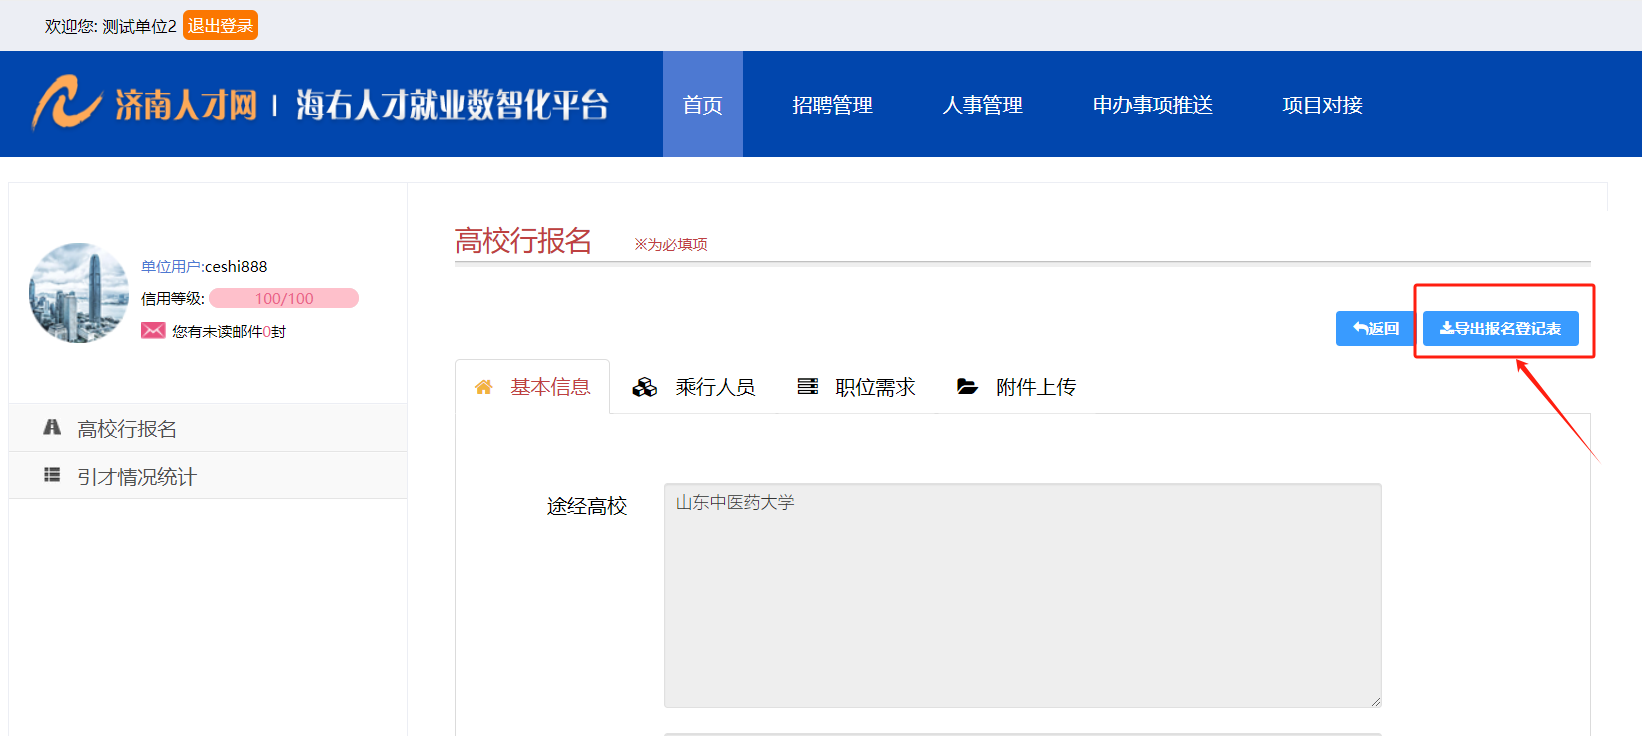 欢迎您: 测试单位2 退出登录
济南人才网 | 海右人才就业数智化平台
首页 招聘管理 人事管理 申办事项推送 项目对接
高校行报名 ※为必填项
单位用户:ceshi888
信用等级: 100/100
您有未读邮件0封
返回 导出报名登记表
基本信息 乘行人员 职位需求 附件上传
高校行报名
引才情况统计
途经高校 山东中医药大学